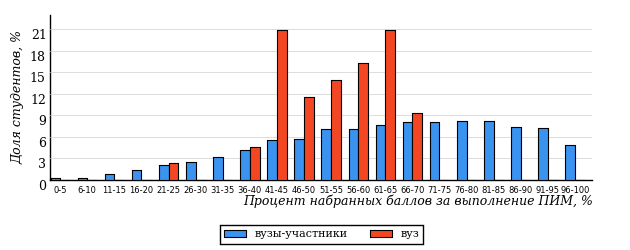 Доля студентов, %
21
18
15
12
9
6
3
0
0-5 6-10 11-15 16-20 21-25 26-30 31-35 36-40 41-45 46-50 51-55 56-60 61-65 66-70 71-75 76-80 81-85 86-90 91-95 96-100
Процент набранных баллов за выполнение ПИМ, %
вузы-участники вуз